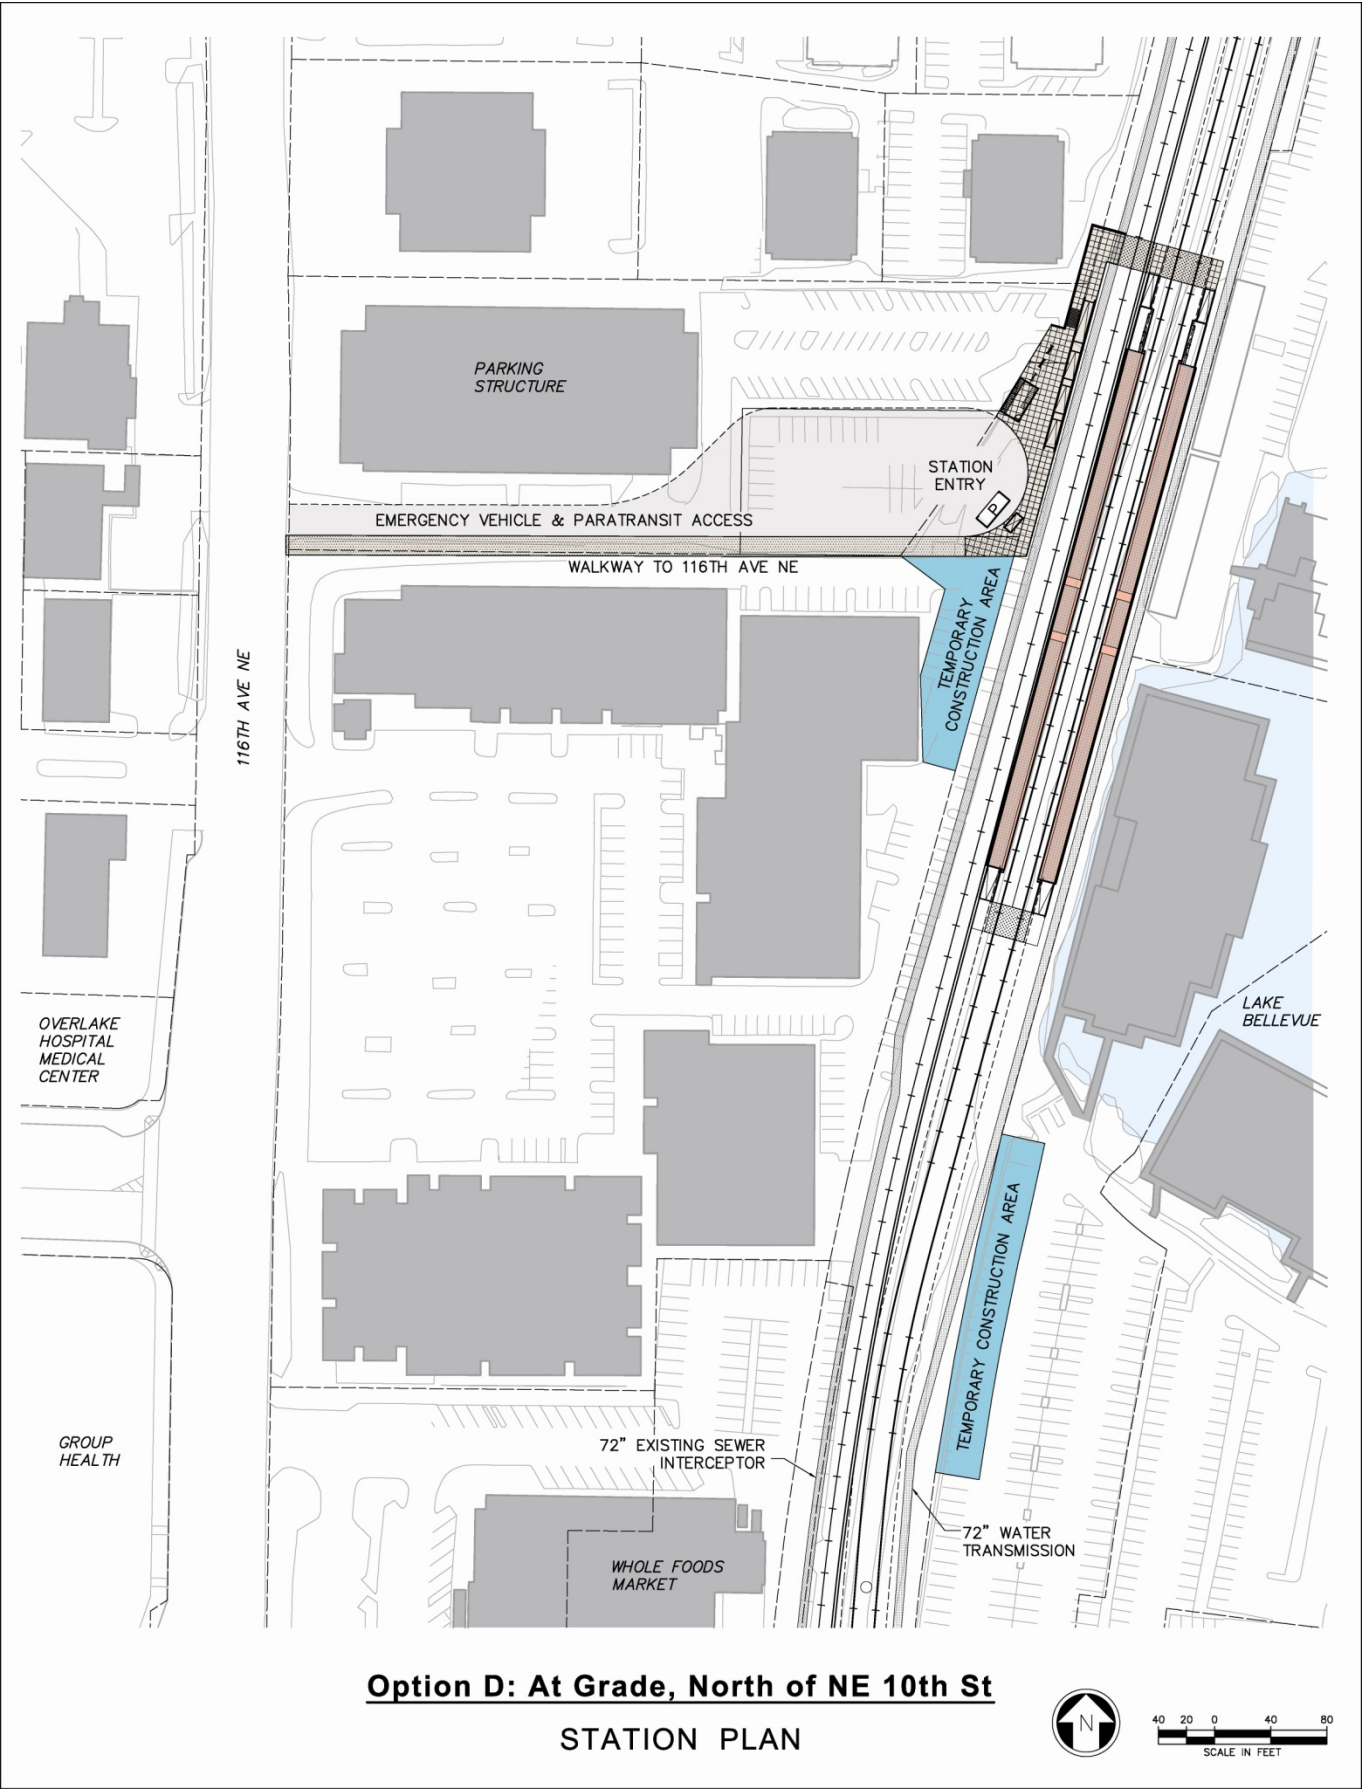 PARKING
STRUCTURE
STATION
ENTRY
P
EMERGENCY VEHICLE & PARATRANSIT ACCESS
WALKWAY TO 116TH AVE NE
TEMPORARY
CONSTRUCTION AREA
116TH AVE NE
LAKE
BELLEVUE
OVERLAKE
HOSPITAL
MEDICAL
CENTER
TEMPORARY CONSTRUCTION AREA
GROUP
HEALTH
72" EXISTING SEWER
INTERCEPTOR
72" WATER
TRANSMISSION
WHOLE FOODS
MARKET
Option D: At Grade, North of NE 10th St
STATION PLAN
N
40 20 0 40 80
SCALE IN FEET